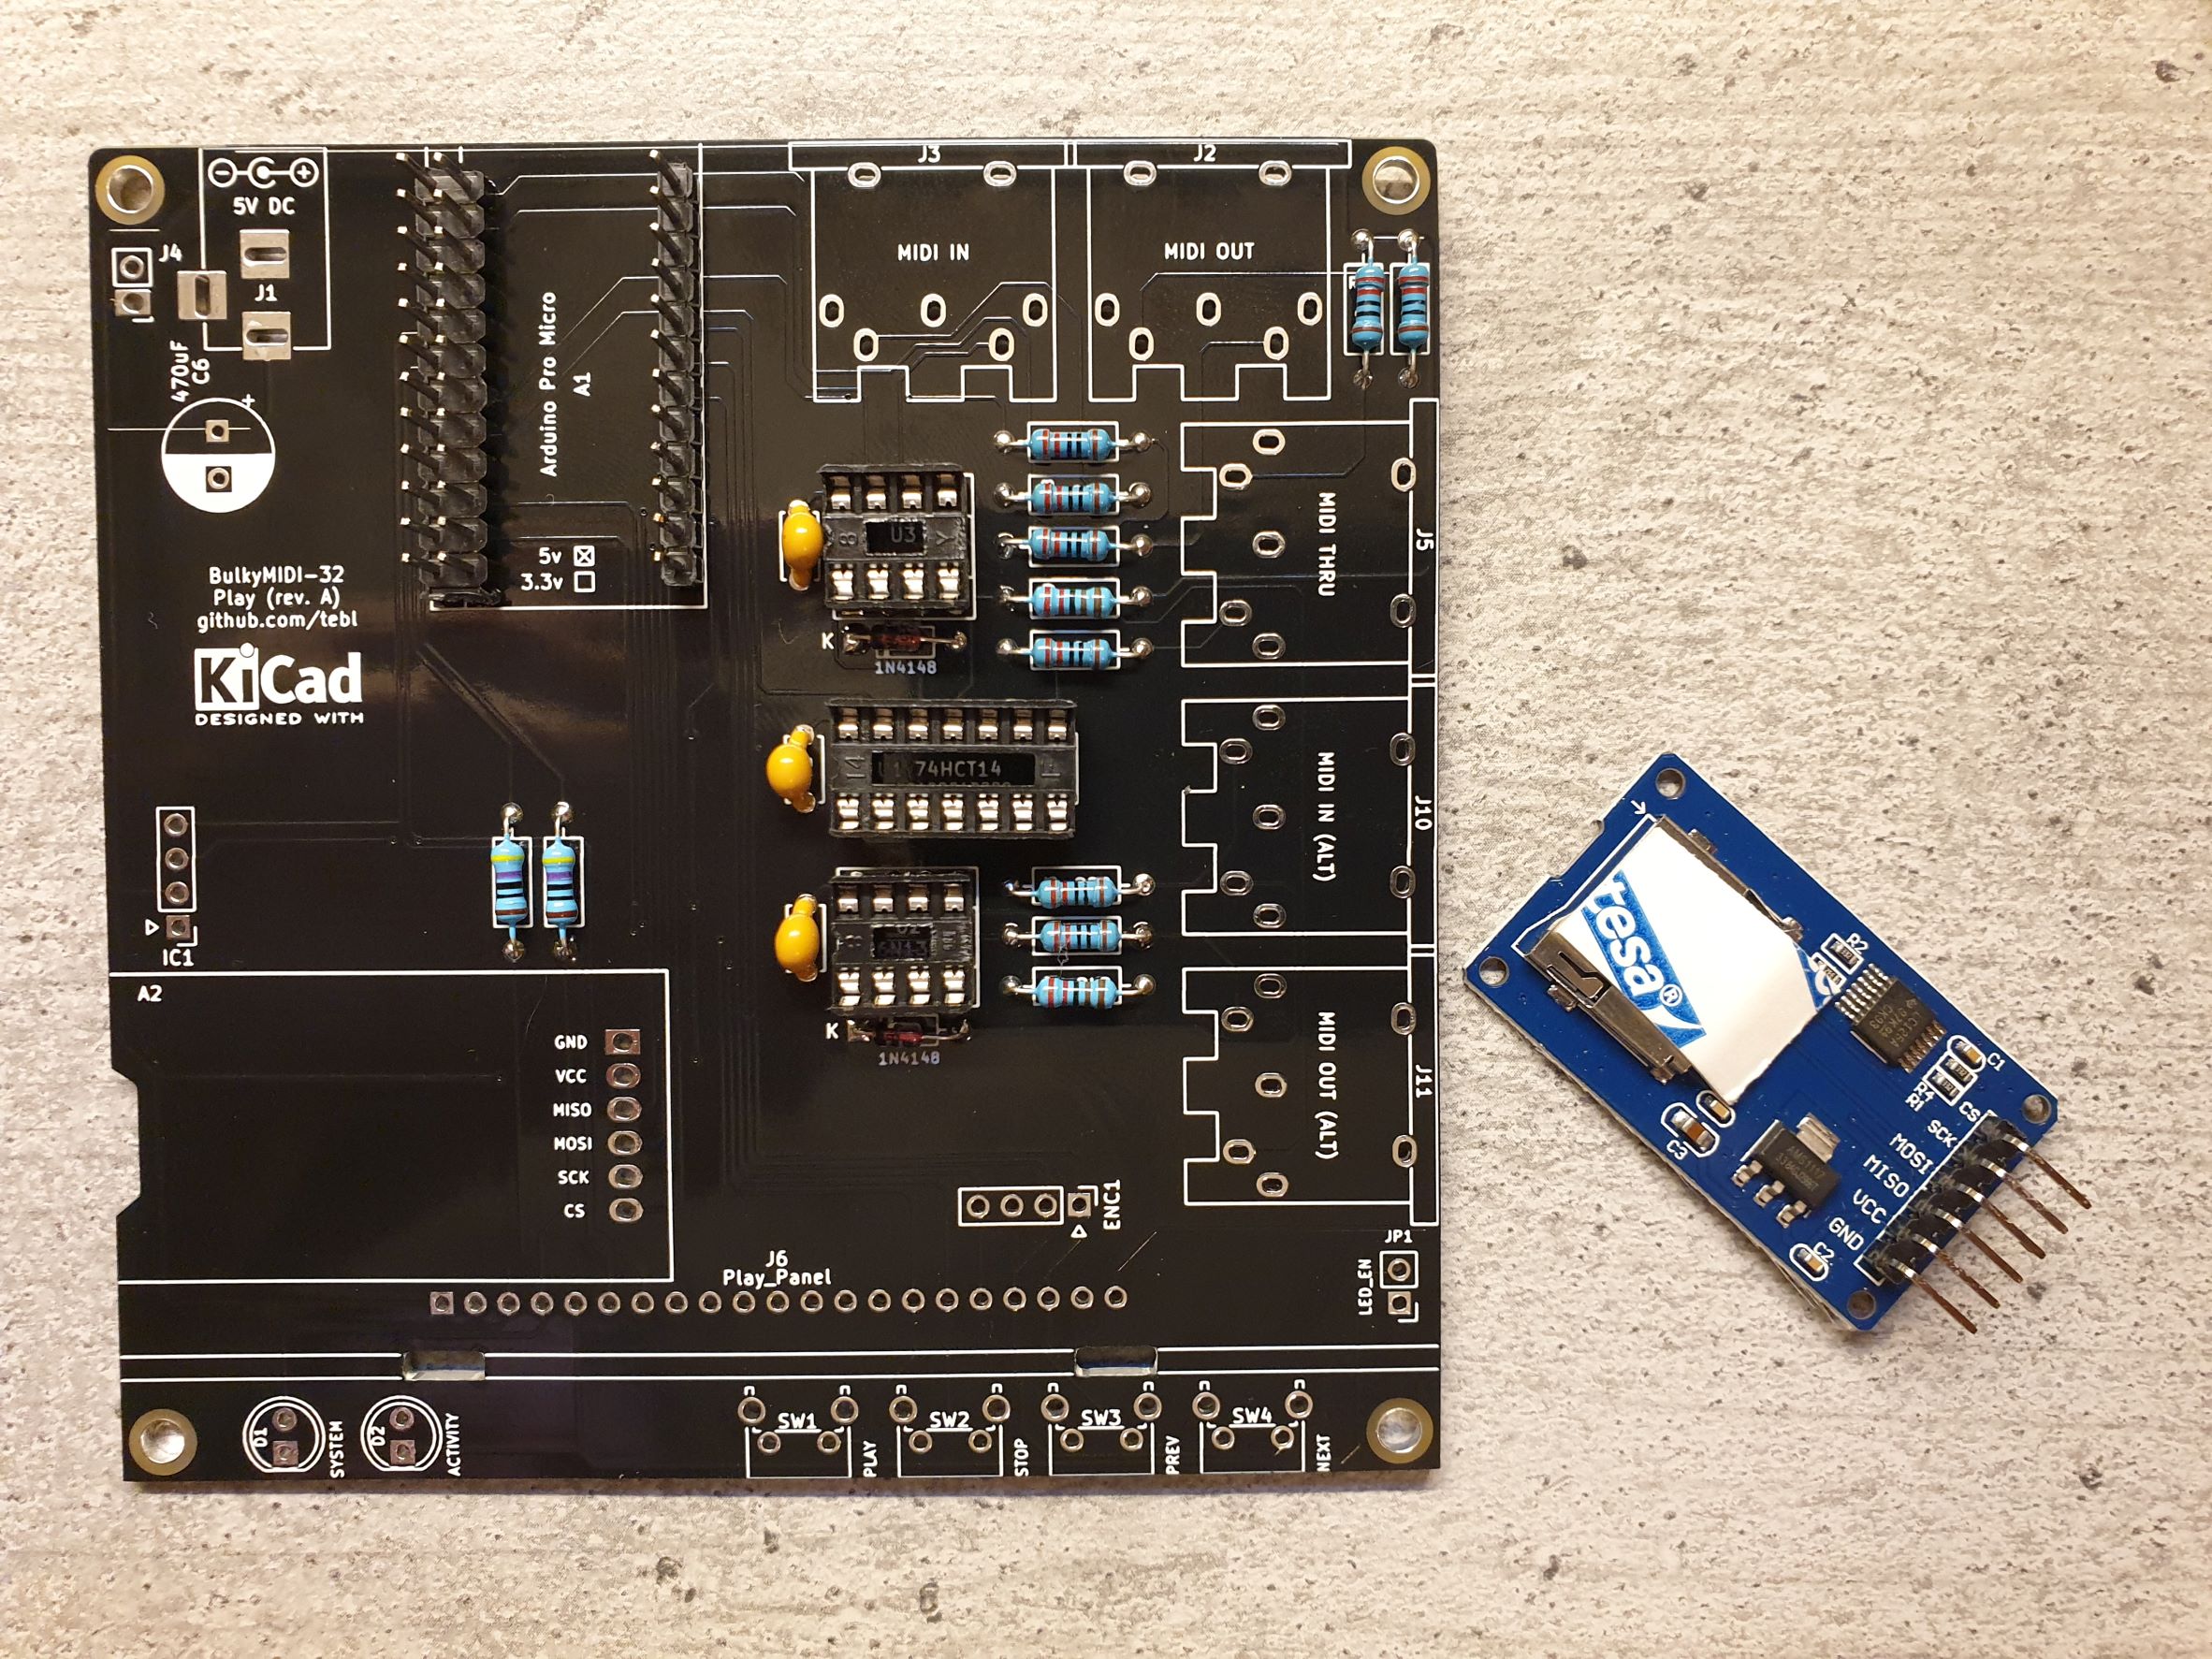 J3
J2
5V DC
J4
J1
MIDI IN
MIDI OUT
470uF
C6
+
Arduino Pro Micro
A1
5v
3.3v
BulkyMIDI-32
Play (rev. A)
github.com/tebl
KiCad
DESIGNED WITH
U3
K
1N4148
74HCT14
U2
K
1N4148
MIDI THRU
J5
MIDI IN (ALT)
J10
MIDI OUT (ALT)
J11
IC1
A2
GND
VCC
MISO
MOSI
SCK
CS
ENC1
J6
Play_Panel
JP1
LED_EN
D1
SYSTEM
D2
ACTIVITY
SW1
PLAY
SW2
STOP
SW3
PREV
SW4
NEXT
tesa®
R2
C1
R4
R1
C3
C2
CS
SCK
MOSI
MISO
VCC
GND